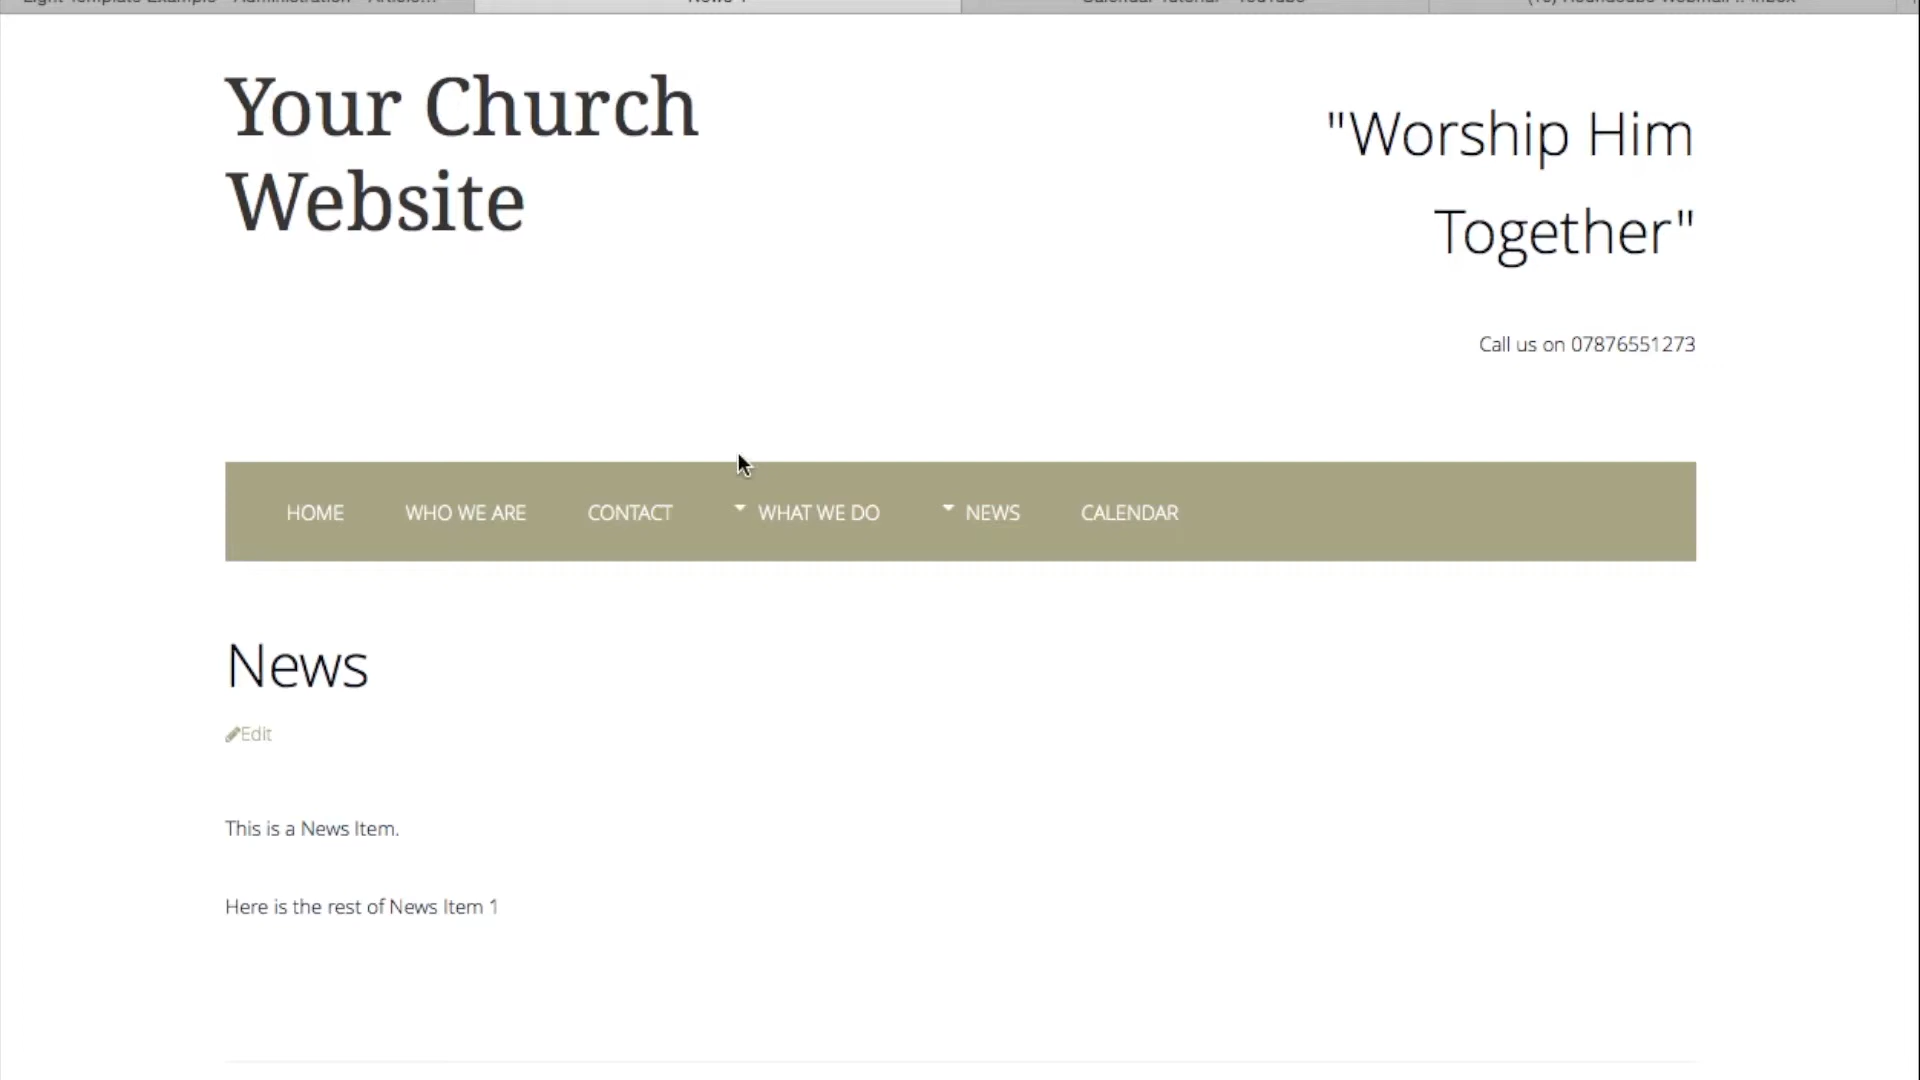 Your Church
Website
"Worship Him
Together"
Call us on 07876551273
HOME WHO WE ARE CONTACT WHAT WE DO NEWS CALENDAR
News
Edit
This is a News Item.
Here is the rest of News Item 1